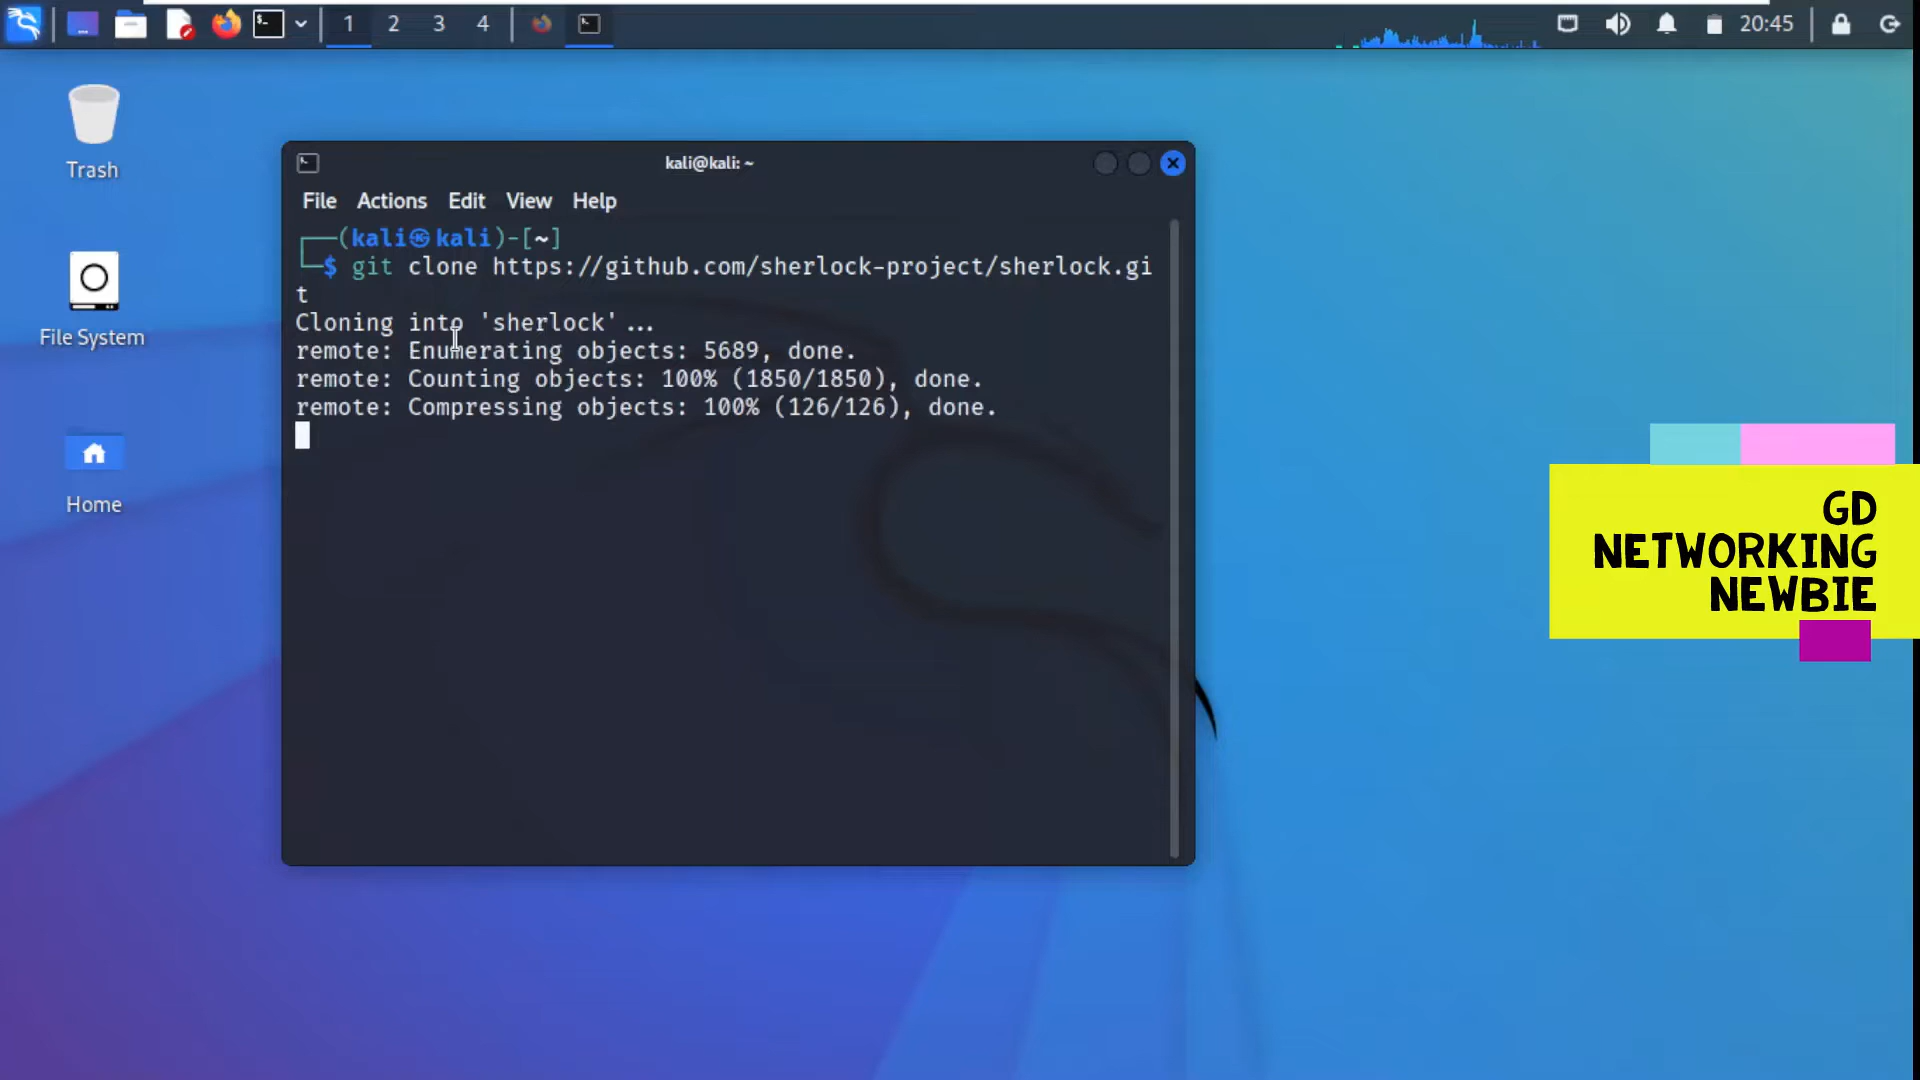 1 2 3 4 20:45
Trash
File System
Home
kali@kali: ~
File Actions Edit View Help
┌──(kali㉿kali)-[~]
└─$ git clone https://github.com/sherlock-project/sherlock.gi
t
Cloning into 'sherlock'...
remote: Enumerating objects: 5689, done.
remote: Counting objects: 100% (1850/1850), done.
remote: Compressing objects: 100% (126/126), done.
GD
NETWORKING
NEWBIE